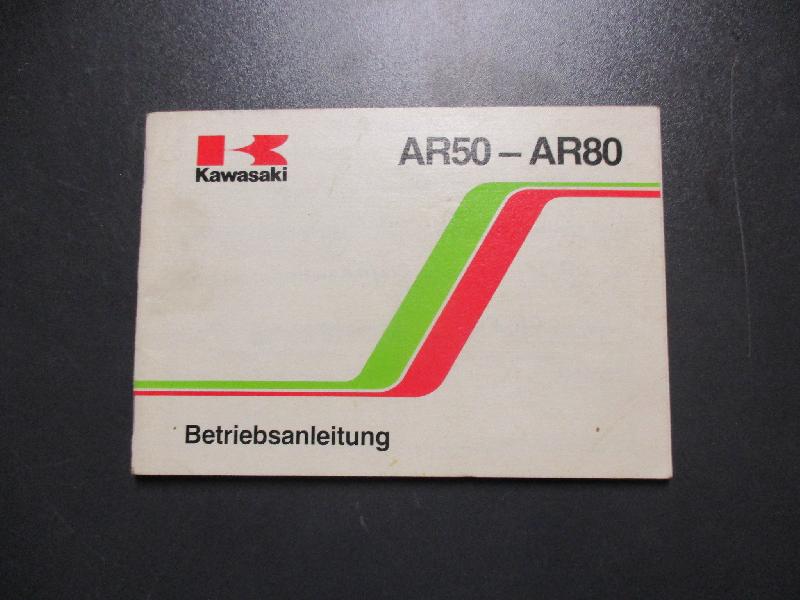 Kawasaki
AR50 – AR80
Betriebsanleitung